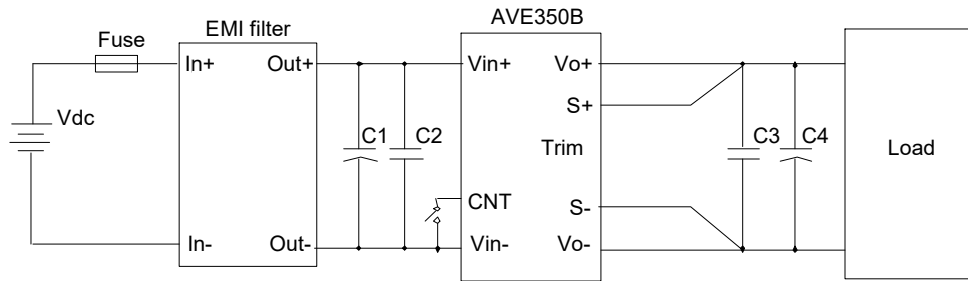 AVE350B
EMI filter
Fuse
In+
Out+
Vin+
Vo+
S+
Vdc
C1
C2
Trim
C3
C4
Load
CNT
S-
In-
Out-
Vin-
Vo-